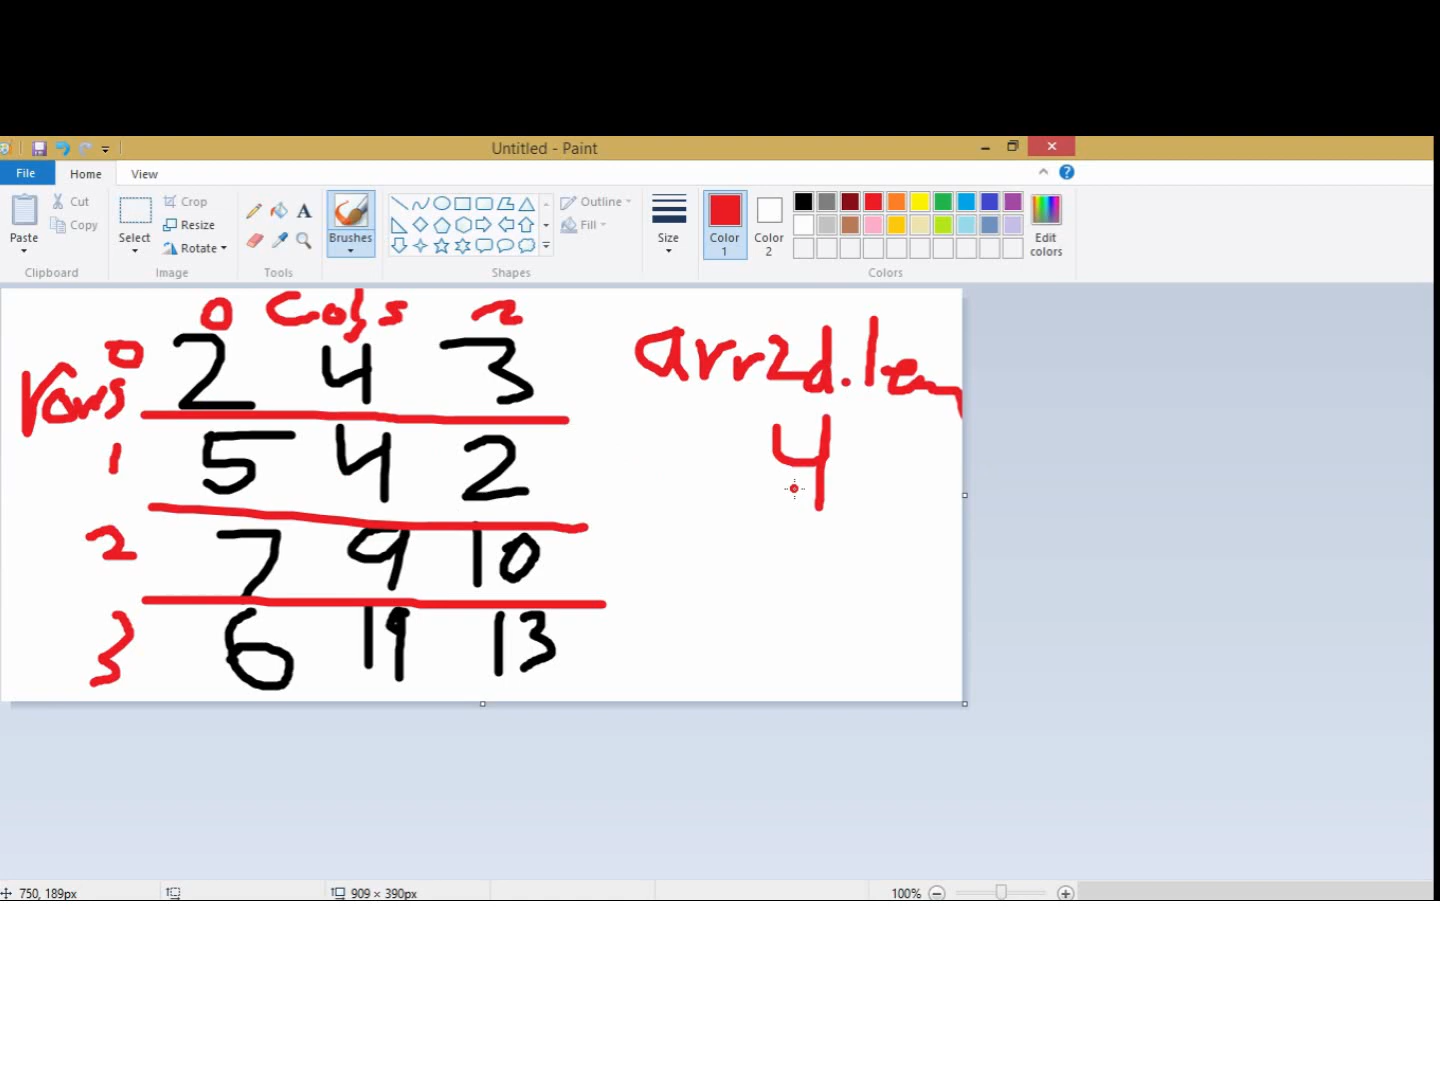 Untitled - Paint
File Home View
Cut
Copy
Paste
Clipboard
Crop
Resize
Rotate
Select
Image
Tools
Brushes
Outline
Fill
Shapes
Size
Color 1
Color 2
Edit colors
Colors
0 Cols 2
rows
0 2 4 3
1 5 4 2
2 7 9 10
3 6 19 13
arr2d.len
4
750, 189px
909 × 390px
100%